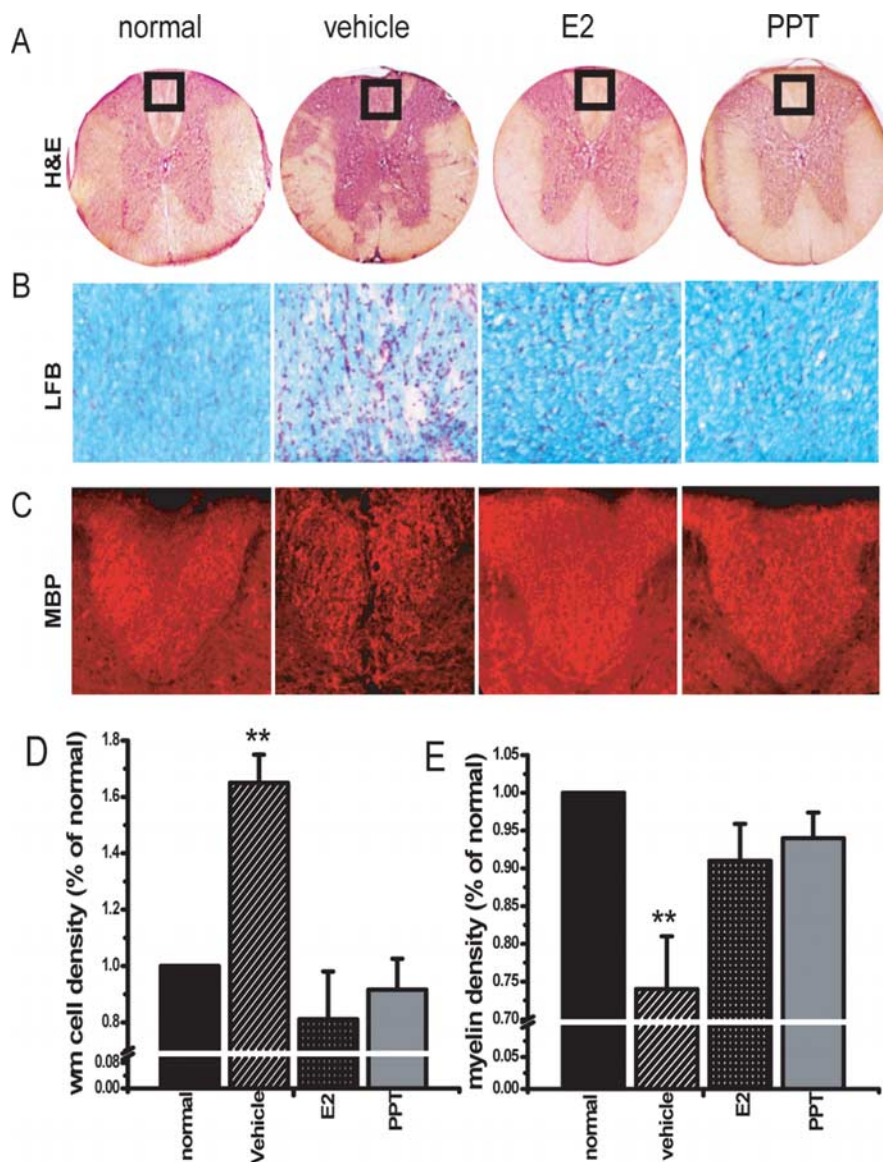 normal vehicle E2 PPT
A
H&E
B
LFB
C
MBP
D
wm cell density (% of normal)
1.8
1.6
1.4
1.2
1.0
0.8
0.08
0.00
**
normal
Vehicle
E2
PPT
E
myelin density (% of normal)
1.05
1.00
0.95
0.90
0.85
0.80
0.75
0.70
0.05
0.00
**
normal
vehicle
E2
PPT